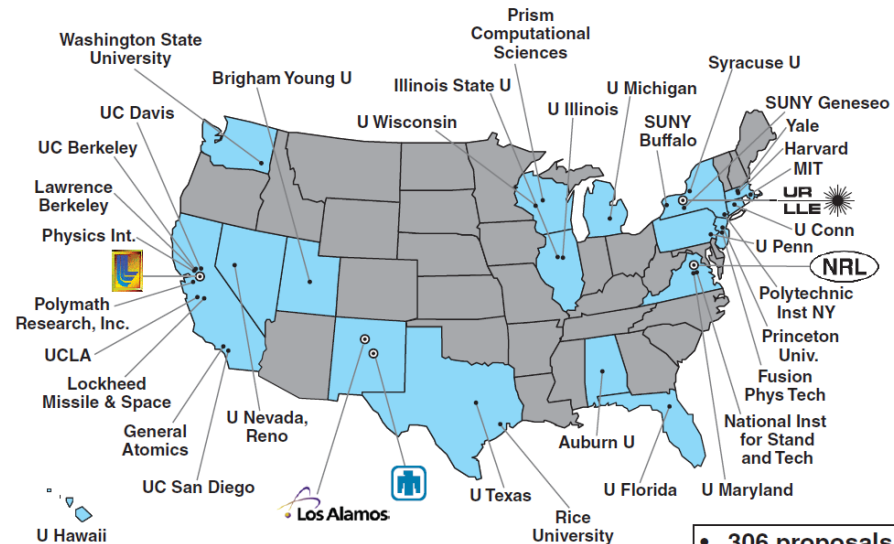 Prism
Computational
Sciences
Washington State
University
Syracuse U
Brigham Young U
Illinois State U
U Michigan
SUNY Geneseo
UC Davis
U Wisconsin
U Illinois
SUNY
Buffalo
Yale
UC Berkeley
Harvard
MIT
Lawrence
Berkeley
UR
LLE
Physics Int.
U Conn
U Penn
NRL
Polymath
Research, Inc.
Polytechnic
Inst NY
UCLA
Princeton
Univ.
Lockheed
Missile & Space
Fusion
Phys Tech
U Nevada,
Reno
General
Atomics
Auburn U
National Inst
for Stand
and Tech
UC San Diego
U Texas
U Florida
U Maryland
Los Alamos
Rice
University
U Hawaii
• 306 proposals